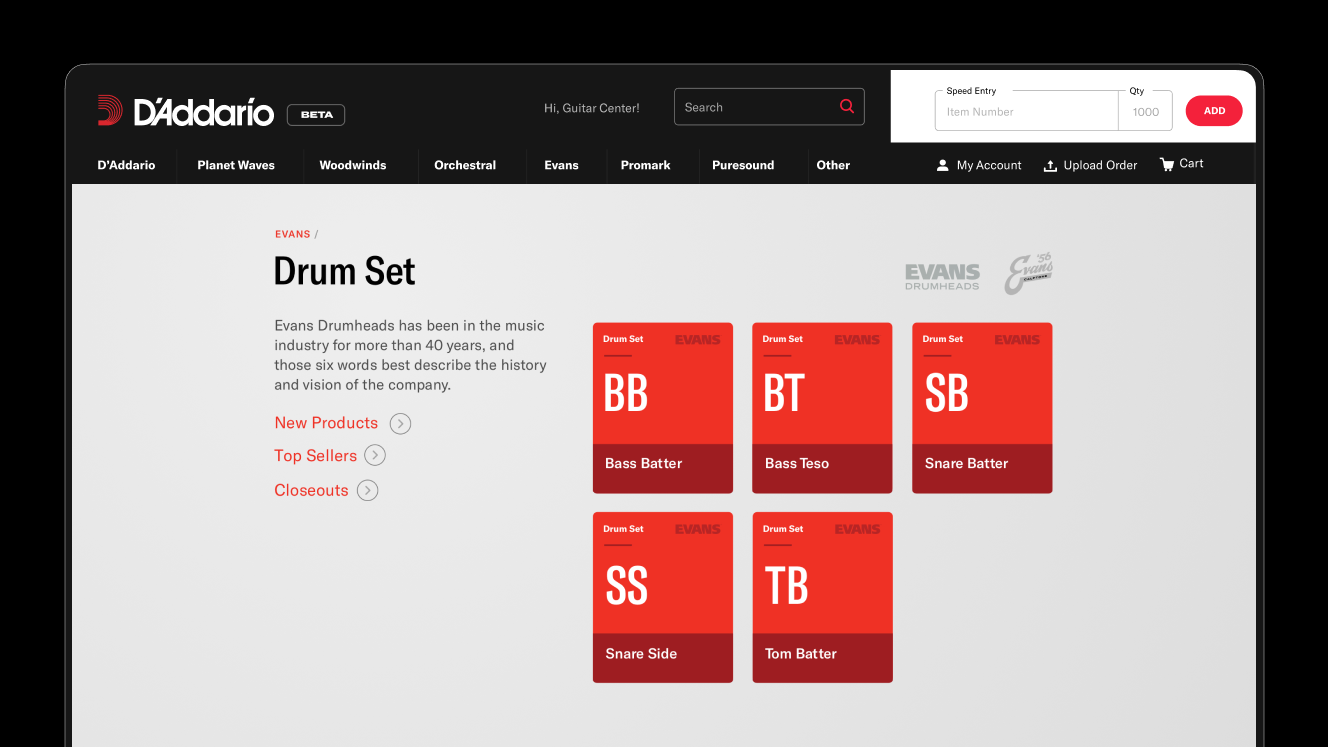 D'Addario
BETA
Hi, Guitar Center!
Search
Speed Entry
Qty
Item Number
1000
ADD
D'Addario
Planet Waves
Woodwinds
Orchestral
Evans
Promark
Puresound
Other
My Account
Upload Order
Cart
EVANS /
Drum Set
Evans Drumheads has been in the music
industry for more than 40 years, and
those six words best describe the history
and vision of the company.
New Products
Top Sellers
Closeouts
EVANS
DRUMHEADS
'56
Evans
Drum Set
EVANS
BB
Bass Batter
Drum Set
EVANS
BT
Bass Teso
Drum Set
EVANS
SB
Snare Batter
Drum Set
EVANS
SS
Snare Side
Drum Set
EVANS
TB
Tom Batter